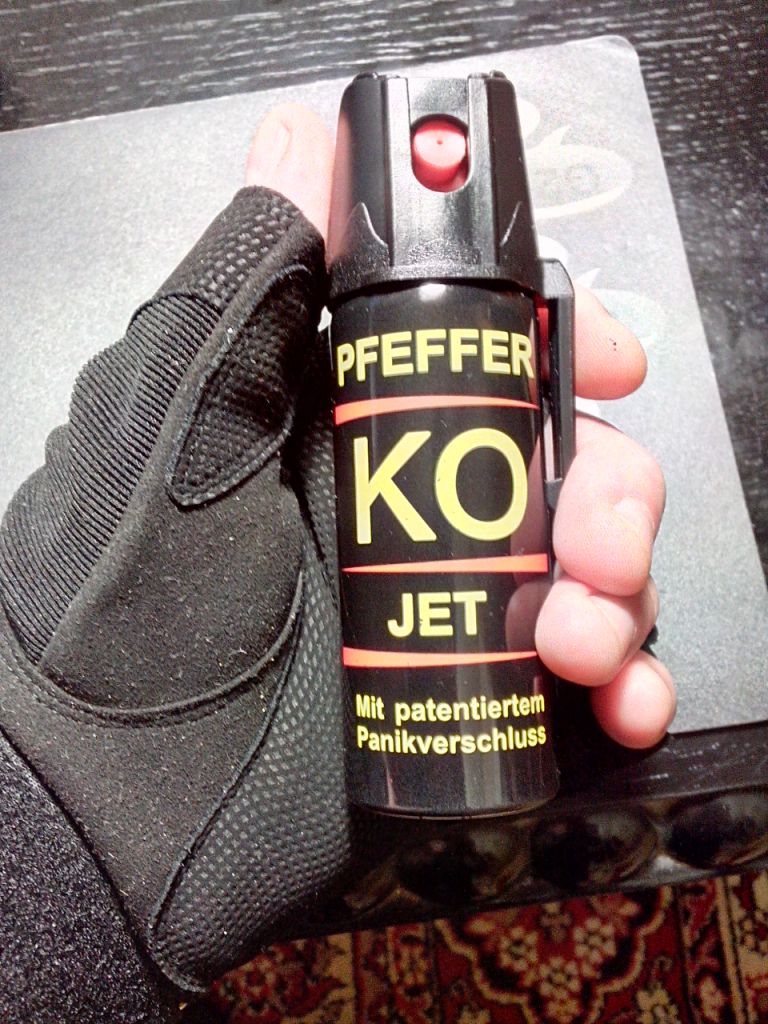 PFEFFER
KO
JET
Mit patentiertem
Panikverschluss